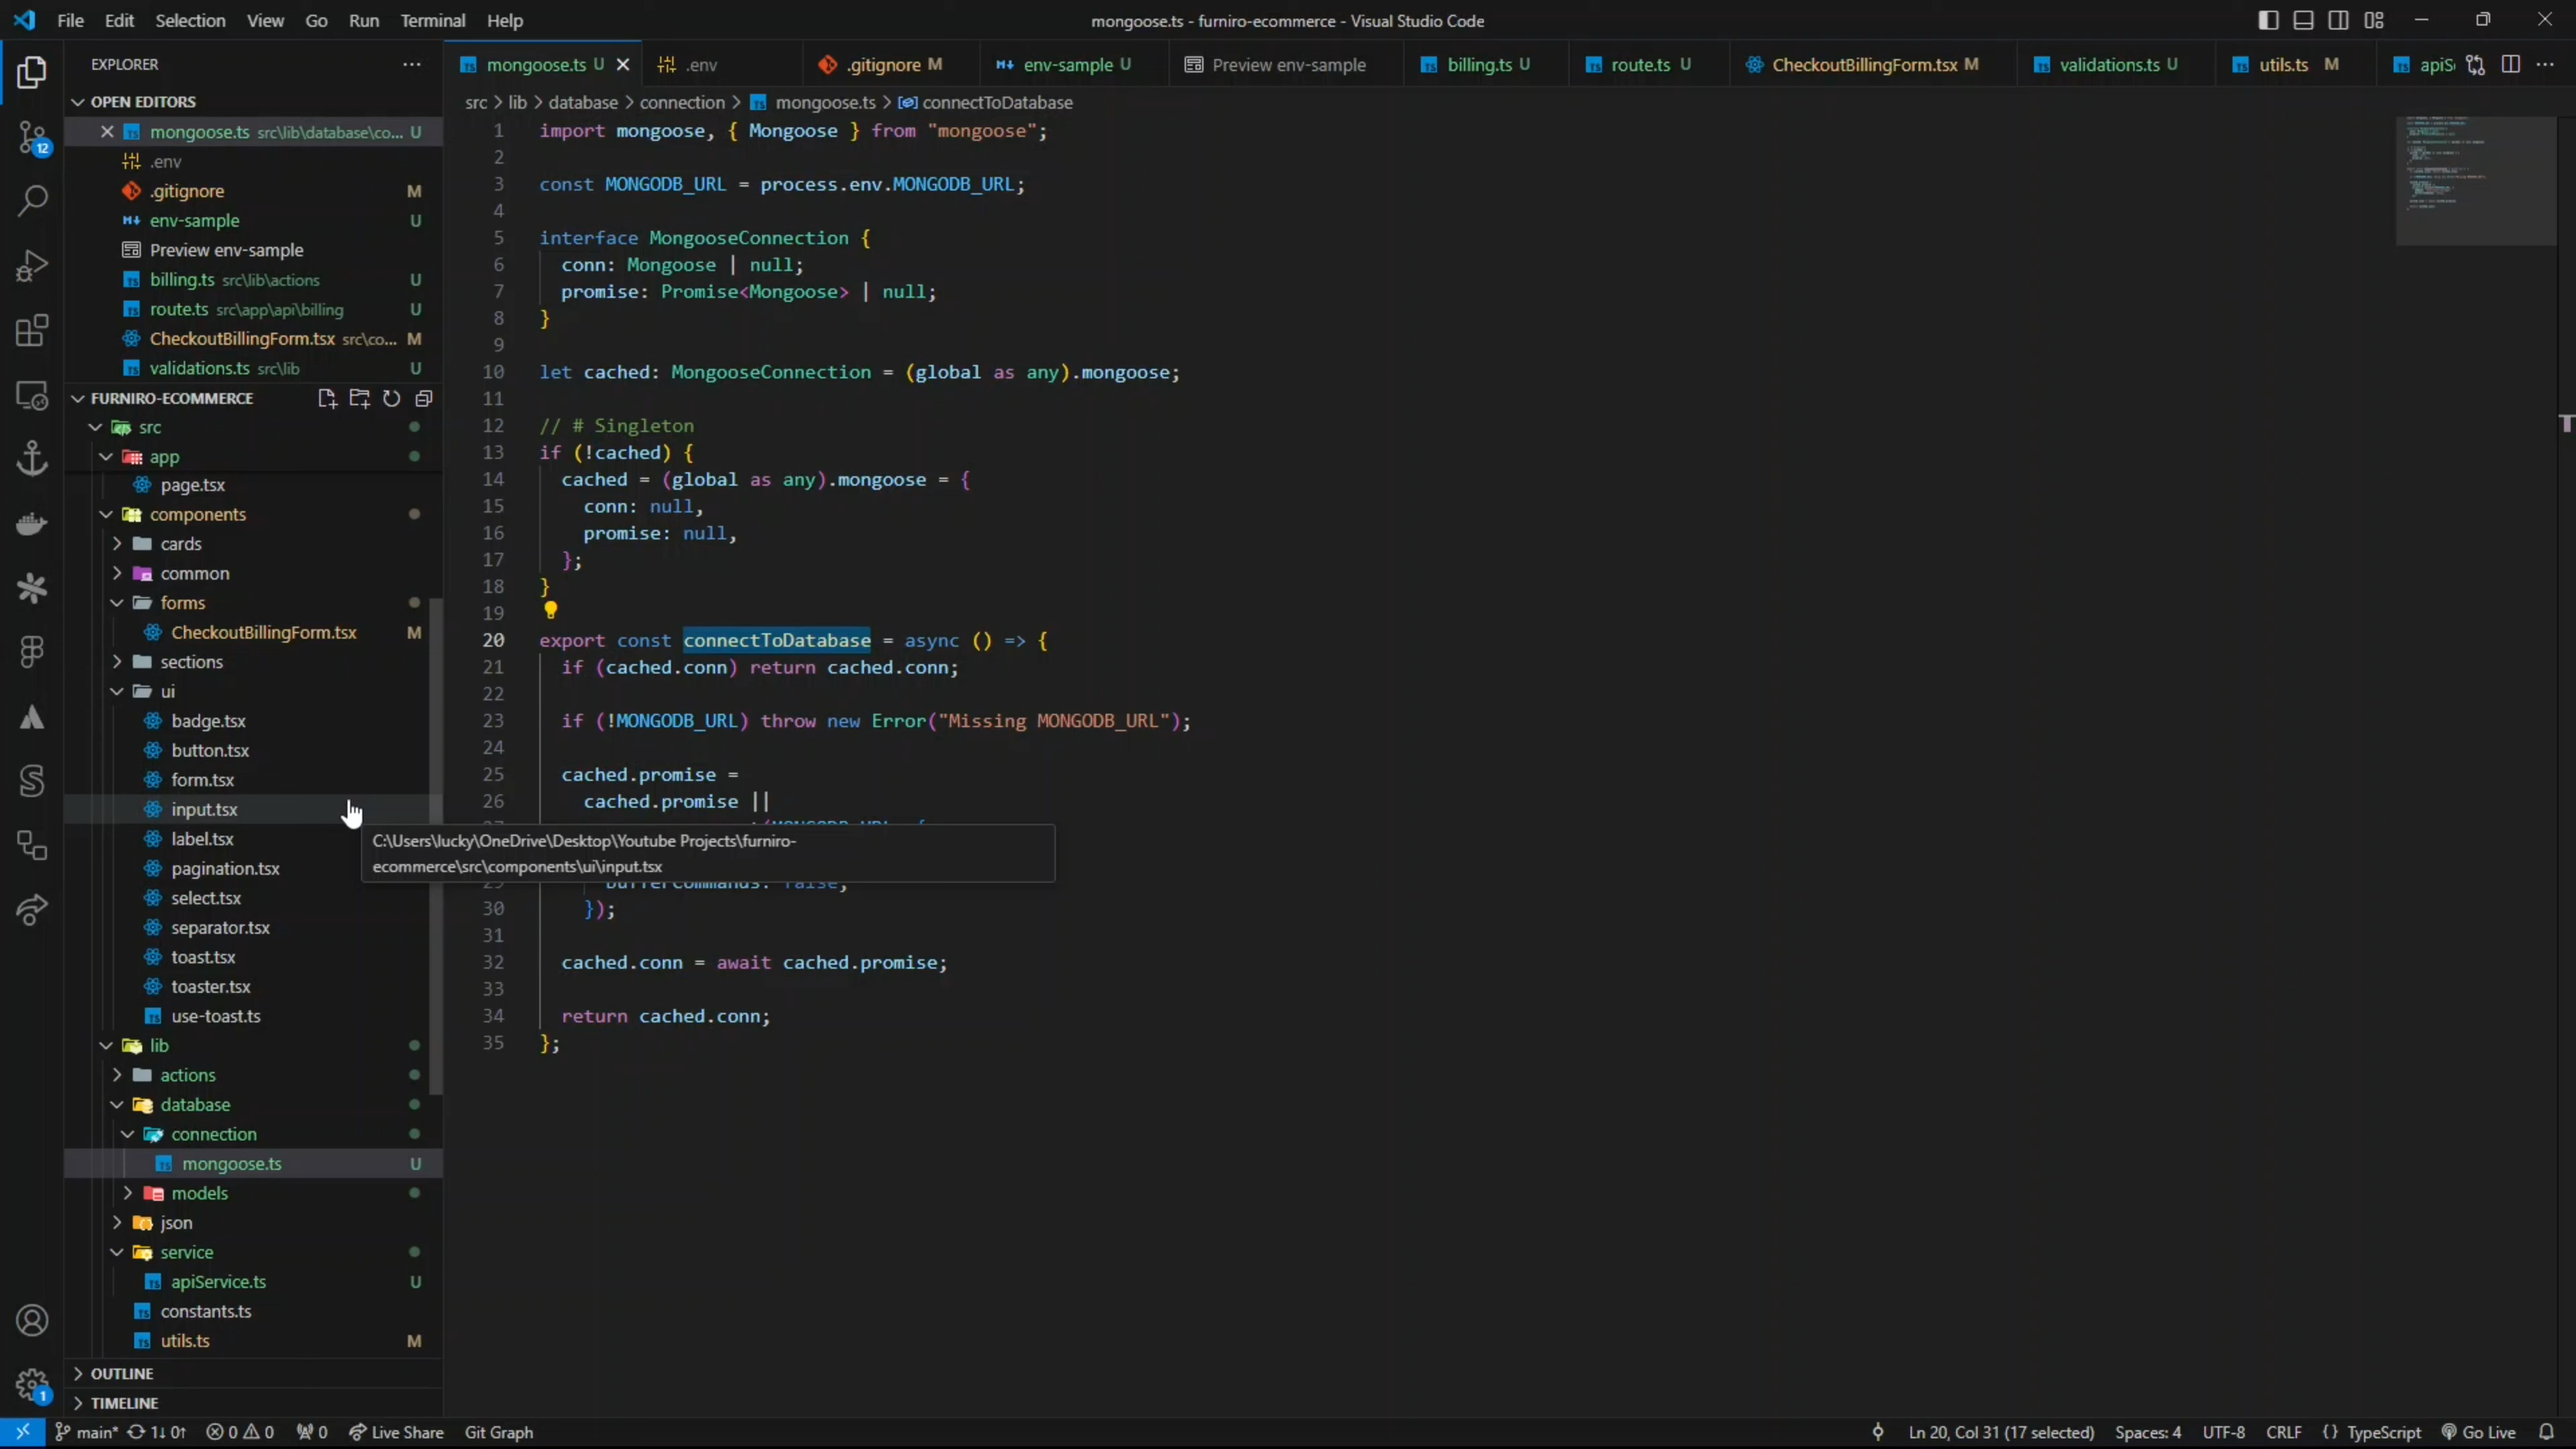 File Edit Selection View Go Run Terminal Help
mongoose.ts - furniro-ecommerce - Visual Studio Code
EXPLORER
mongoose.ts U
.env
.gitignore M
env-sample U
Preview env-sample
billing.ts U
route.ts U
CheckoutBillingForm.tsx M
validations.ts U
utils.ts M
OPEN EDITORS
mongoose.ts src\lib\database\co... U
.env
.gitignore M
env-sample U
Preview env-sample
billing.ts src\lib\actions U
route.ts src\app\api\billing U
CheckoutBillingForm.tsx src\co... M
validations.ts src\lib U
FURNIRO-ECOMMERCE
src
app
page.tsx
components
cards
common
forms
CheckoutBillingForm.tsx M
sections
ui
badge.tsx
button.tsx
form.tsx
input.tsx
label.tsx
pagination.tsx
select.tsx
separator.tsx
toast.tsx
toaster.tsx
use-toast.ts
lib
actions
database
connection
mongoose.ts U
models
json
service
apiService.ts U
constants.ts
utils.ts M
OUTLINE
TIMELINE
12
1
src > lib > database > connection > mongoose.ts > connectToDatabase
1 import mongoose, { Mongoose } from "mongoose";
2
3 const MONGODB_URL = process.env.MONGODB_URL;
4
5 interface MongooseConnection {
6 conn: Mongoose | null;
7 promise: Promise<Mongoose> | null;
8 }
9
10 let cached: MongooseConnection = (global as any).mongoose;
11
12 // # Singleton
13 if (!cached) {
14 cached = (global as any).mongoose = {
15 conn: null,
16 promise: null,
17 };
18 }
19
20 export const connectToDatabase = async () => {
21 if (cached.conn) return cached.conn;
22
23 if (!MONGODB_URL) throw new Error("Missing MONGODB_URL");
24
25 cached.promise =
26 cached.promise ||
C:\Users\lucky\OneDrive\Desktop\Youtube Projects\furniro-
ecommerce\src\components\ui\input.tsx
30 });
31
32 cached.conn = await cached.promise;
33
34 return cached.conn;
35 };
main* 1↓ 0↑ 0 0 0 Live Share Git Graph
Ln 20, Col 31 (17 selected) Spaces: 4 UTF-8 CRLF {} TypeScript Go Live